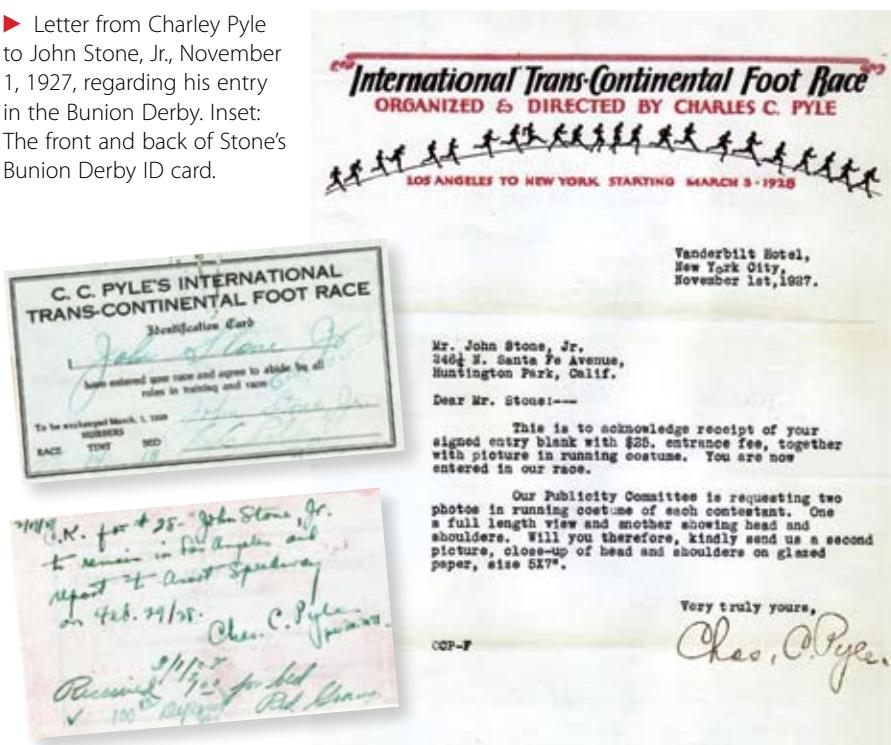 ▶ Letter from Charley Pyle
to John Stone, Jr., November
1, 1927, regarding his entry
in the Bunion Derby. Inset:
The front and back of Stone’s
Bunion Derby ID card.
International Trans-Continental Foot Race
ORGANIZED & DIRECTED BY CHARLES C. PYLE
LOS ANGELES TO NEW YORK STARTING MARCH 3-1928
Vanderbilt Hotel,
New York City,
November 1st,1927.
Mr. John Stone, Jr.
N. Santa Fe Avenue,
Huntington Park, Calif.
Dear Mr. Stone:---
This is to acknowledge receipt of your
signed entry blank with $25. entrance fee, together
with picture in running costume. You are now
entered in our race.
Our Publicity Committee is requesting two
photos in running costume of each contestant. One
a full length view and another showing head and
shoulders. Will you therefore, kindly send us a second
picture, close-up of head and shoulders on glazed
paper, size 5X7".
Very truly yours,
Chas. C. Pyle.
CCP-F
C. C. PYLE'S INTERNATIONAL
TRANS-CONTINENTAL FOOT RACE
Identification Card
I John Stone Jr
have entered your race and agree to abide by all
rules in training and race
To be exchanged March, 1, 1928 John Stone Jr.
NUMBERS
RACE TENT BED
O.K. for # 28- John Stone, Jr.
to remain in Los Angeles and
report to Ascot Speedway
on Feb. 29/28.
Chas. C. Pyle
Received for bed
100 Deposit